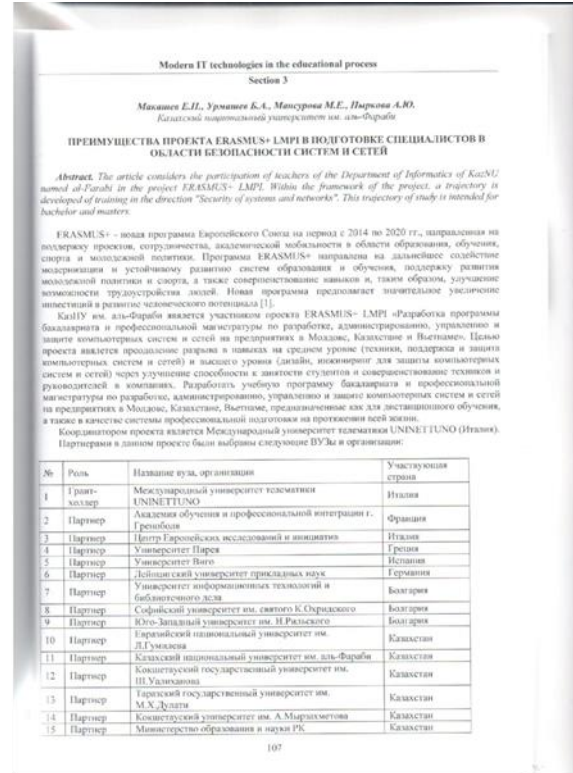 Modern IT technologies in the educational process
Section 3
Макашев Е.П., Урмашев Б.А., Мансурова М.Е., Пыркова А.Ю.
Казахский национальный университет им. аль-Фараби
ПРЕИМУЩЕСТВА ПРОЕКТА ERASMUS+ LMPI В ПОДГОТОВКЕ СПЕЦИАЛИСТОВ В
ОБЛАСТИ БЕЗОПАСНОСТИ СИСТЕМ И СЕТЕЙ
Abstract. The article considers the participation of teachers of the Department of Informatics of KazNU
named al-Farabi in the project ERASMUS+ LMPI. Within the framework of the project, a trajectory is
developed of training in the direction "Security of systems and networks". This trajectory of study is intended for
bachelor and masters.
ERASMUS+ - новая программа Европейского Союза на период с 2014 по 2020 гг., направленная на
поддержку проектов, сотрудничества, академической мобильности в области образования, обучения,
спорта и молодежной политики. Программа ERASMUS+ направлена на дальнейшее содействие
модернизации и устойчивому развитию систем образования и обучения, поддержку развития
молодежной политики и спорта, а также совершенствование навыков и, таким образом, улучшение
возможности трудоустройства людей. Новая программа предполагает значительное увеличение
инвестиций в развитие человеческого потенциала [1].
КазНУ им. аль-Фараби является участником проекта ERASMUS+ LMPI «Разработка программы
бакалавриата и профессиональной магистратуры по разработке, администрированию, управлению и
защите компьютерных систем и сетей на предприятиях в Молдове, Казахстане и Вьетнаме». Целью
проекта является преодоление разрыва в навыках на среднем уровне (техники, поддержка и защита
компьютерных систем и сетей) и высшего уровня (дизайн, инжиниринг для защиты компьютерных
систем и сетей) через улучшение способности к занятости студентов и совершенствование техников и
руководителей в компаниях. Разработать учебную программу бакалавриата и профессиональной
магистратуры по разработке, администрированию, управлению и защите компьютерных систем и сетей
на предприятиях в Молдове, Казахстане, Вьетнаме, предназначенные как для дистанционного обучения,
а также в качестве системы профессиональной подготовки на протяжении всей жизни.
Координатором проекта является Международный университет телематики UNINETTUNO (Италия).
Партнерами в данном проекте были выбраны следующие ВУЗы и организации:
№ Роль Название вуза, организации Участвующая страна
1 Грант-холдер Международный университет телематики UNINETTUNO Италия
2 Партнер Академия обучения и профессиональной интеграции г. Гренобля Франция
3 Партнер Центр Европейских исследований и инициатив Италия
4 Партнер Университет Пирея Греция
5 Партнер Университет Виго Испания
6 Партнер Лейпцигский университет прикладных наук Германия
7 Партнер Университет информационных технологий и библиотечного дела Болгария
8 Партнер Софийский университет им. святого К.Охридского Болгария
9 Партнер Юго-Западный университет им. Н.Рильского Болгария
10 Партнер Евразийский национальный университет им. Л.Гумилева Казахстан
11 Партнер Казахский национальный университет им. аль-Фараби Казахстан
12 Партнер Кокшетауский государственный университет им. Ш.Уалиханова Казахстан
13 Партнер Таразский государственный университет им. М.Х.Дулати Казахстан
14 Партнер Кокшетауский университет им. А.Мырзахметова Казахстан
15 Партнер Министерство образования и науки РК Казахстан
107